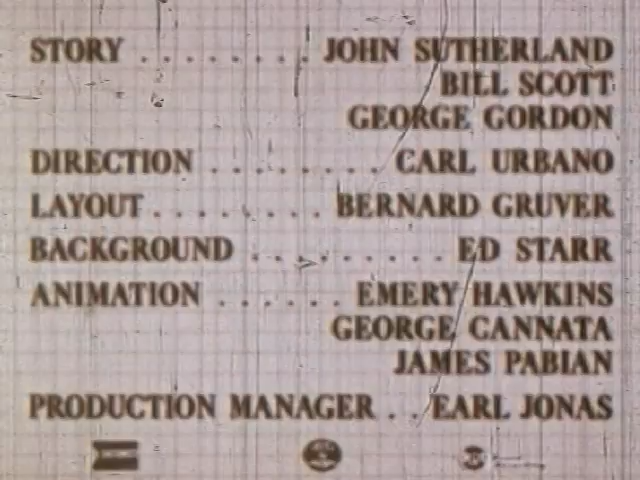 STORY . . . . . . . . JOHN SUTHERLAND
BILL SCOTT
GEORGE GORDON
DIRECTION . . . . . . . . CARL URBANO
LAYOUT . . . . . . . . BERNARD GRUVER
BACKGROUND . . . . . . . . . ED STARR
ANIMATION . . . . . . EMERY HAWKINS
GEORGE CANNATA
JAMES PABIAN
PRODUCTION MANAGER . . EARL JONAS